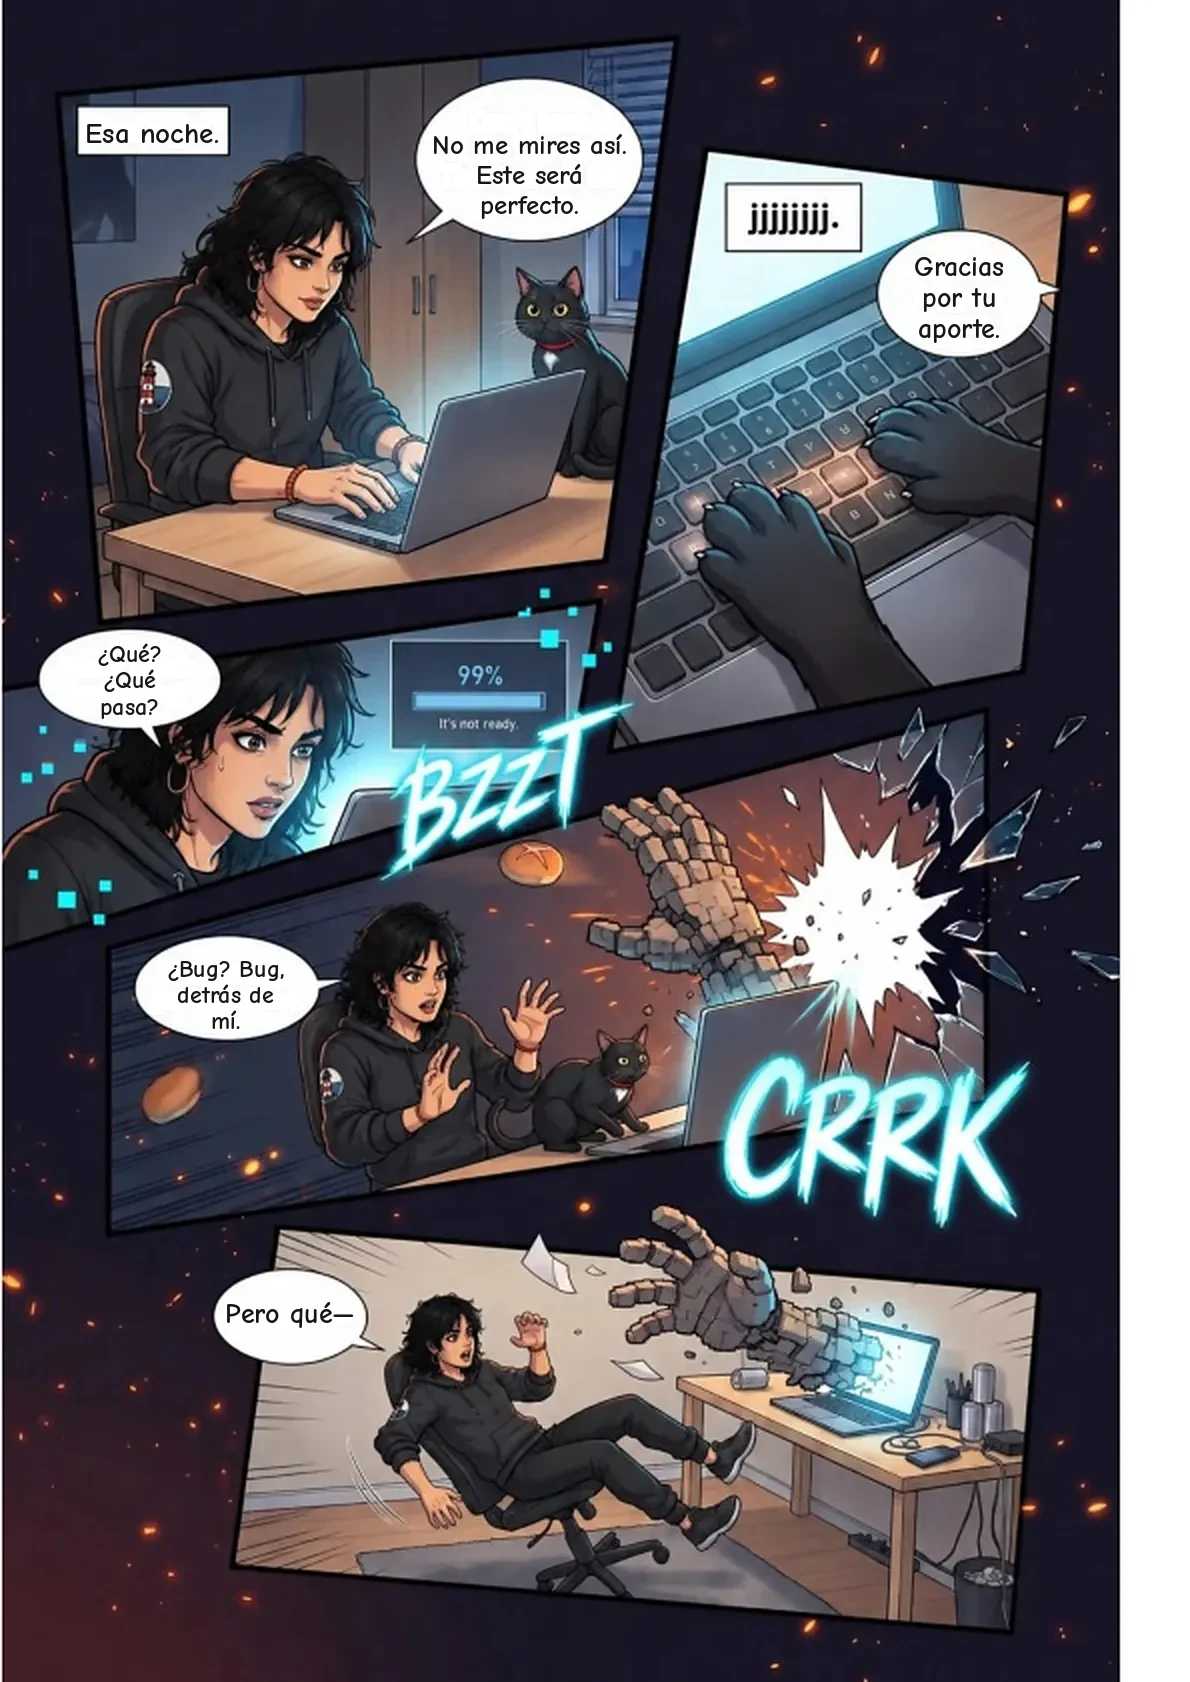 Esa noche.
No me mires así.
Este será
perfecto.
jjjjjjjj.
Gracias
por tu
aporte.
¿Qué?
¿Qué
pasa?
99%
It's not ready.
BZZT
¿Bug? Bug,
detrás de
mí.
CRRK
Pero qué—